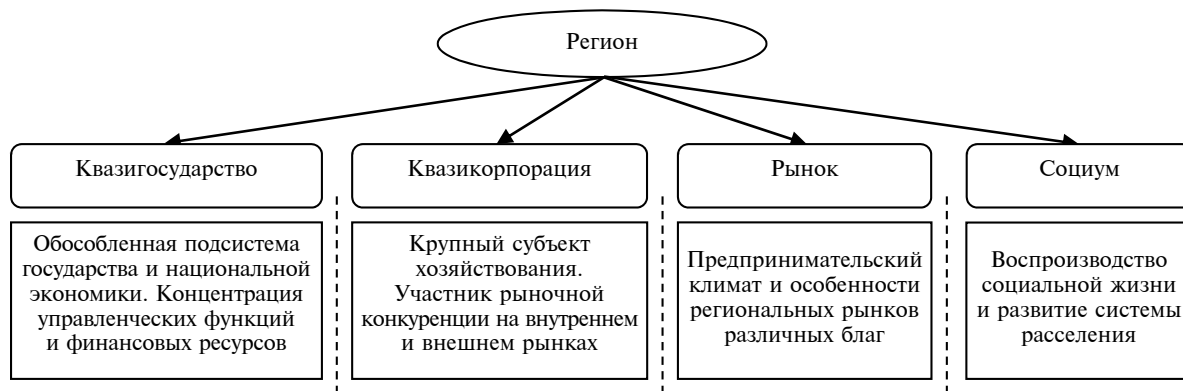 Регион
Квазигосударство
Квазикорпорация
Рынок
Социум
Обособленная подсистема
государства и национальной
экономики. Концентрация
управленческих функций
и финансовых ресурсов
Крупный субъект
хозяйствования.
Участник рыночной
конкуренции на внутреннем
и внешнем рынках
Предпринимательский
климат и особенности
региональных рынков
различных благ
Воспроизводство
социальной жизни
и развитие системы
расселения